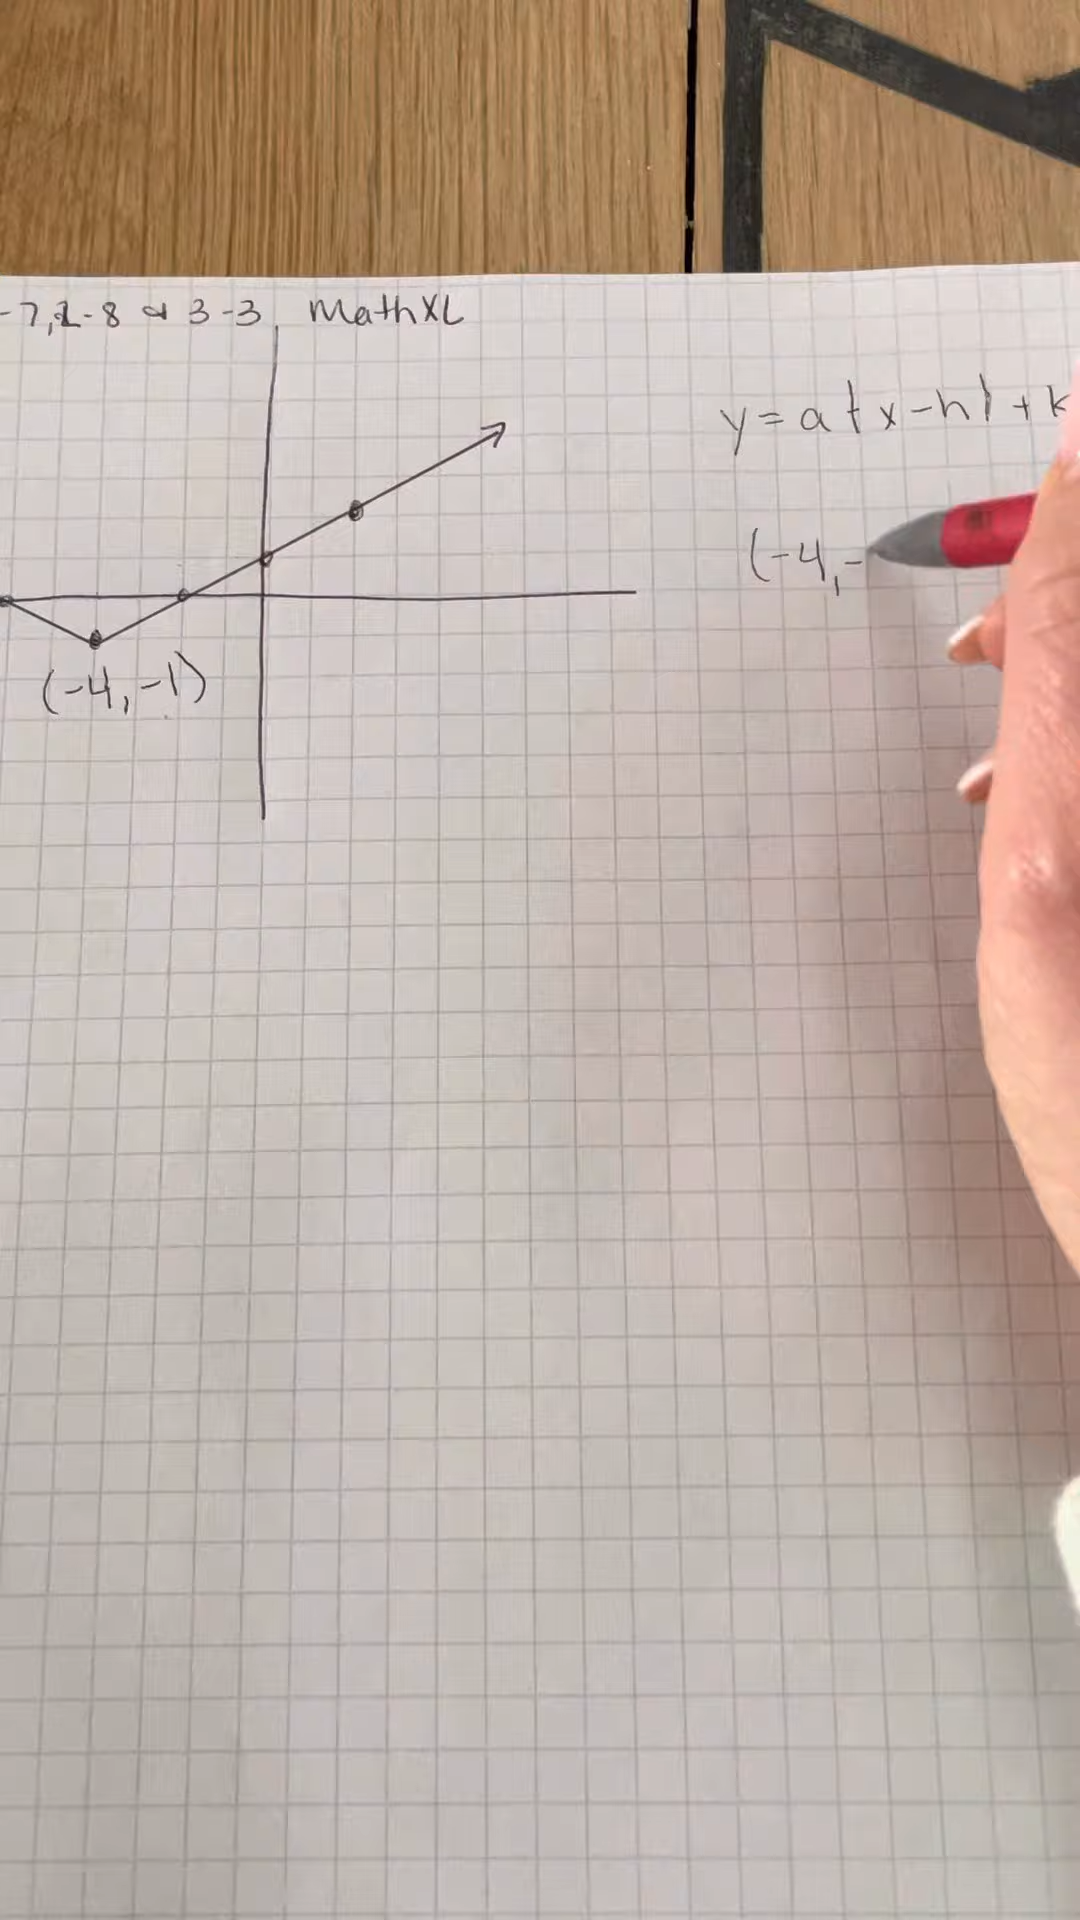 -7, 2-8 & 3-3, MathXL
y = a|x-h|+k
(-4,-
(-4,-1)